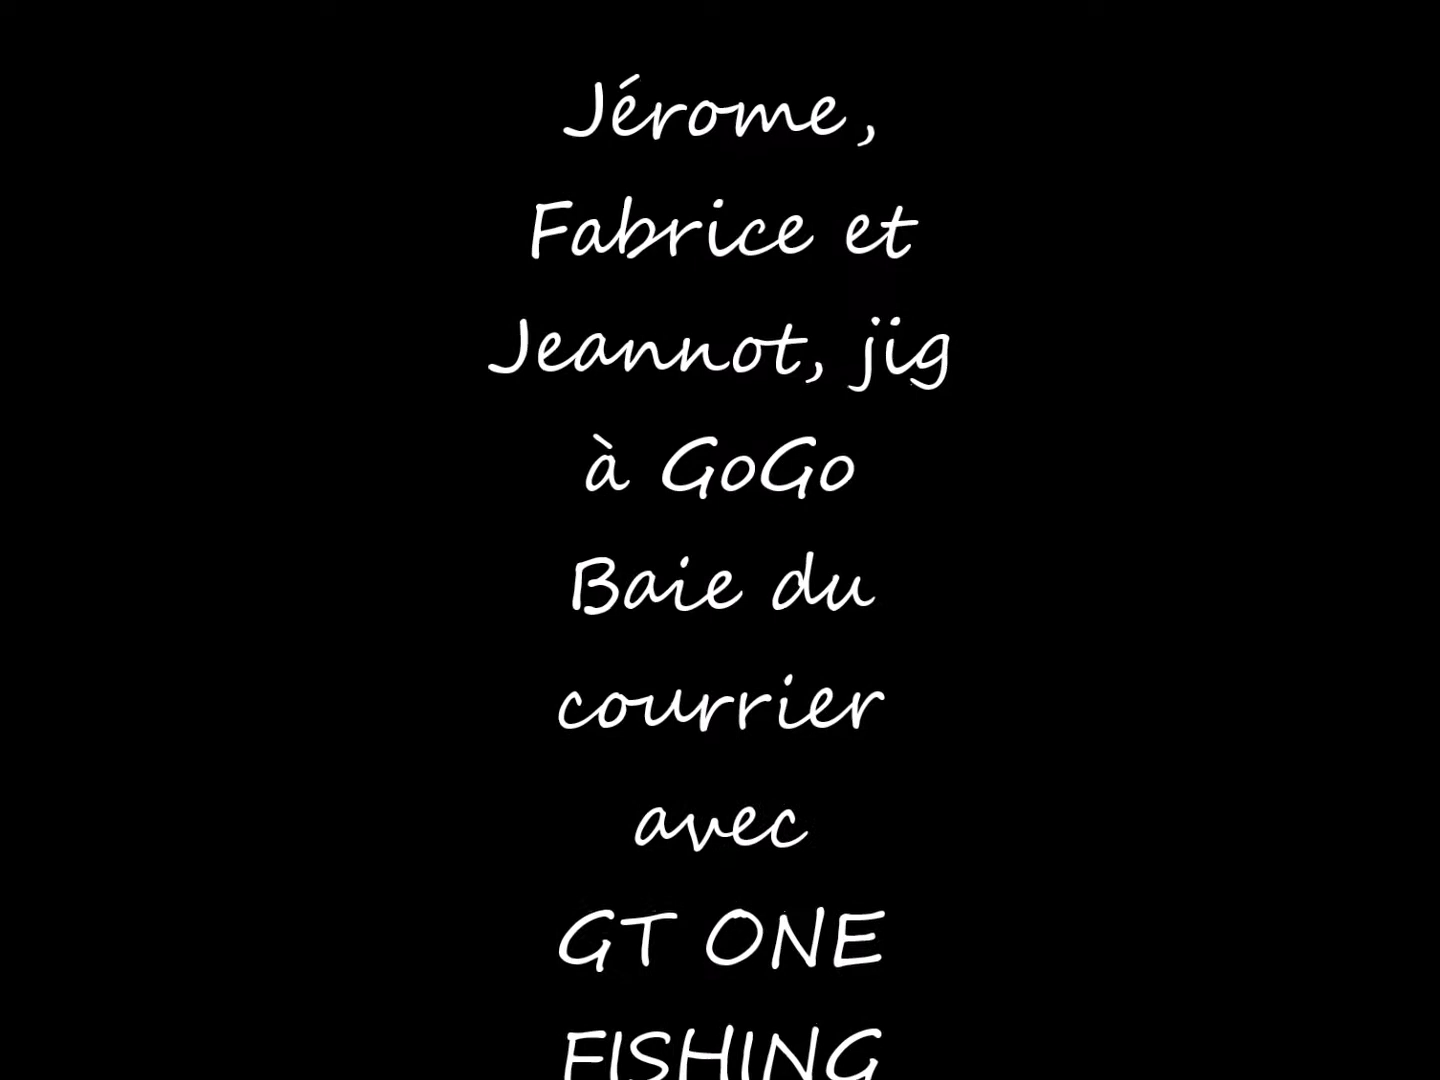 Jérome,
Fabrice et
Jeannot, jig
à GoGo
Baie du
courrier
avec
GT ONE
FISHING